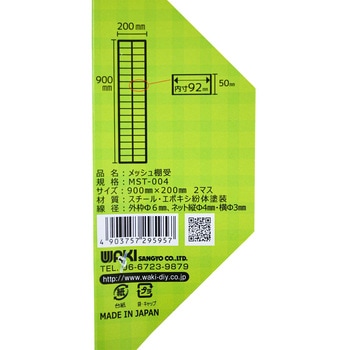 200mm
900
mm
内寸92㎜
50㎜
品　名：メッシュ棚受
規　格：MST-004
サイズ：900mm×200mm 2マス
材　質：スチール・エポキシ紛体塗装
線　径：外枠Φ6㎜、ネット縦Φ4㎜・横Φ3㎜
4 903757 295957
WAKI SANGYO CO.,LTD.
TEL. 06-6723-9879
www.waki-diy.co.jp
台紙
袋・キャップ
MADE IN JAPAN